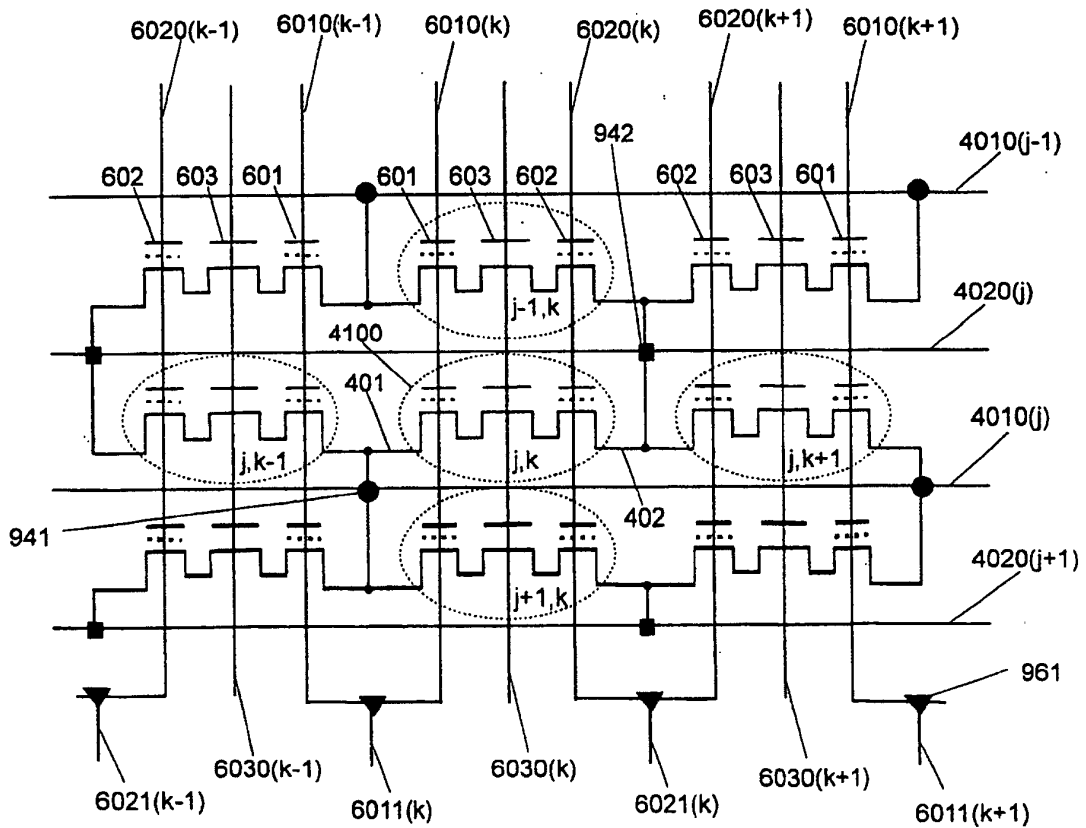 6020(k-1) 6010(k-1) 6010(k) 6020(k) 6020(k+1) 6010(k+1)
942
4010(j-1)
602 603 601 601 603 602 602 603 601
j-1,k
4020(j)
4100
401
4010(j)
j,k-1 j,k j,k+1
941
402
4020(j+1)
j+1,k
961
6030(k-1) 6030(k) 6030(k+1)
6021(k-1) 6011(k) 6021(k) 6011(k+1)